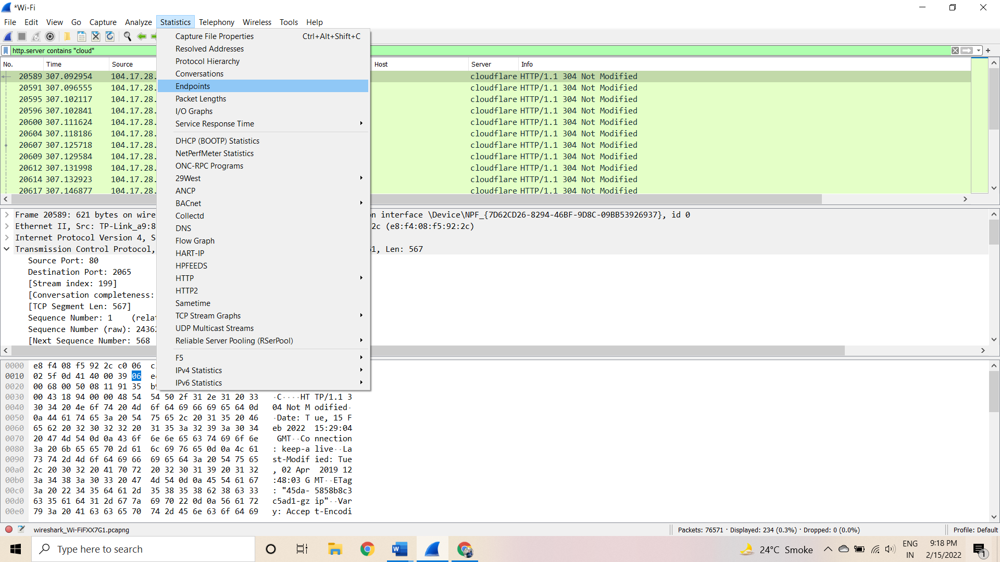 *Wi-Fi
File Edit View Go Capture Analyze Statistics Telephony Wireless Tools Help
http.server contains "cloud"
Capture File Properties Ctrl+Alt+Shift+C
Resolved Addresses
Protocol Hierarchy
Conversations
Endpoints
Packet Lengths
I/O Graphs
Service Response Time
DHCP (BOOTP) Statistics
NetPerfMeter Statistics
ONC-RPC Programs
29West
ANCP
BACnet
Collectd
DNS
Flow Graph
HART-IP
HPFEEDS
HTTP
HTTP2
Sametime
TCP Stream Graphs
UDP Multicast Streams
Reliable Server Pooling (RSerPool)
F5
IPv4 Statistics
IPv6 Statistics
No. Time Source Host Server Info
20589 307.092954 104.17.28. cloudflare HTTP/1.1 304 Not Modified
20591 307.096555 104.17.28. cloudflare HTTP/1.1 304 Not Modified
20595 307.102117 104.17.28. cloudflare HTTP/1.1 304 Not Modified
20596 307.102841 104.17.28. cloudflare HTTP/1.1 304 Not Modified
20600 307.111624 104.17.28. cloudflare HTTP/1.1 304 Not Modified
20604 307.118186 104.17.28. cloudflare HTTP/1.1 304 Not Modified
20607 307.125718 104.17.28. cloudflare HTTP/1.1 304 Not Modified
20609 307.129584 104.17.28. cloudflare HTTP/1.1 304 Not Modified
20612 307.131998 104.17.28. cloudflare HTTP/1.1 304 Not Modified
20614 307.132923 104.17.28. cloudflare HTTP/1.1 304 Not Modified
20617 307.146877 104.17.28. cloudflare HTTP/1.1 304 Not Modified
Frame 20589: 621 bytes on wire n interface \Device\NPF_{7D62CD26-8294-46BF-9D8C-09BB53926937}, id 0
Ethernet II, Src: TP-Link_a9:8 2c (e8:f4:08:f5:92:2c)
Internet Protocol Version 4, S
Transmission Control Protocol, 1, Len: 567
Source Port: 80
Destination Port: 2065
[Stream index: 199]
[Conversation completeness:
[TCP Segment Len: 567]
Sequence Number: 1 (rela
Sequence Number (raw): 24362
[Next Sequence Number: 568
0000 e8 f4 08 f5 92 2c c0 06 c
0010 02 5f 0d 41 40 00 39 06 e
0020 00 68 00 50 08 11 91 35 b
0030 00 43 18 94 00 00 48 54 54 50 2f 31 2e 31 20 33 ·C····HT TP/1.1 3
0040 30 34 20 4e 6f 74 20 4d 6f 64 69 66 69 65 64 0d 04 Not M odified·
0050 0a 44 61 74 65 3a 20 54 75 65 2c 20 31 35 20 46 ·Date: T ue, 15 F
0060 65 62 20 32 30 32 32 20 31 35 3a 32 39 3a 30 34 eb 2022 15:29:04
0070 20 47 4d 54 0d 0a 43 6f 6e 6e 65 63 74 69 6f 6e GMT··Co nnection
0080 3a 20 6b 65 65 70 2d 61 6c 69 76 65 0d 0a 4c 61 : keep-a live··La
0090 73 74 2d 4d 6f 64 69 66 69 65 64 3a 20 54 75 65 st-Modif ied: Tue
00a0 2c 20 30 32 20 41 70 72 20 32 30 31 39 20 31 32 , 02 Apr 2019 12
00b0 3a 34 38 3a 30 33 20 47 4d 54 0d 0a 45 54 61 67 :48:03 G MT··ETag
00c0 3a 20 22 34 35 64 61 2d 35 38 35 38 62 38 63 33 : "45da- 5858b8c3
00d0 63 35 61 64 31 2d 67 7a 69 70 22 0d 0a 56 61 72 c5ad1-gz ip"··Var
00e0 79 3a 20 41 63 63 65 70 74 2d 45 6e 63 6f 64 69 y: Accep t-Encodi
wireshark_Wi-FiFXX7G1.pcapng Packets: 76571 · Displayed: 234 (0.3%) · Dropped: 0 (0.0%) Profile: Default
Type here to search
24°C Smoke
ENG
IN
9:18 PM
2/15/2022
1